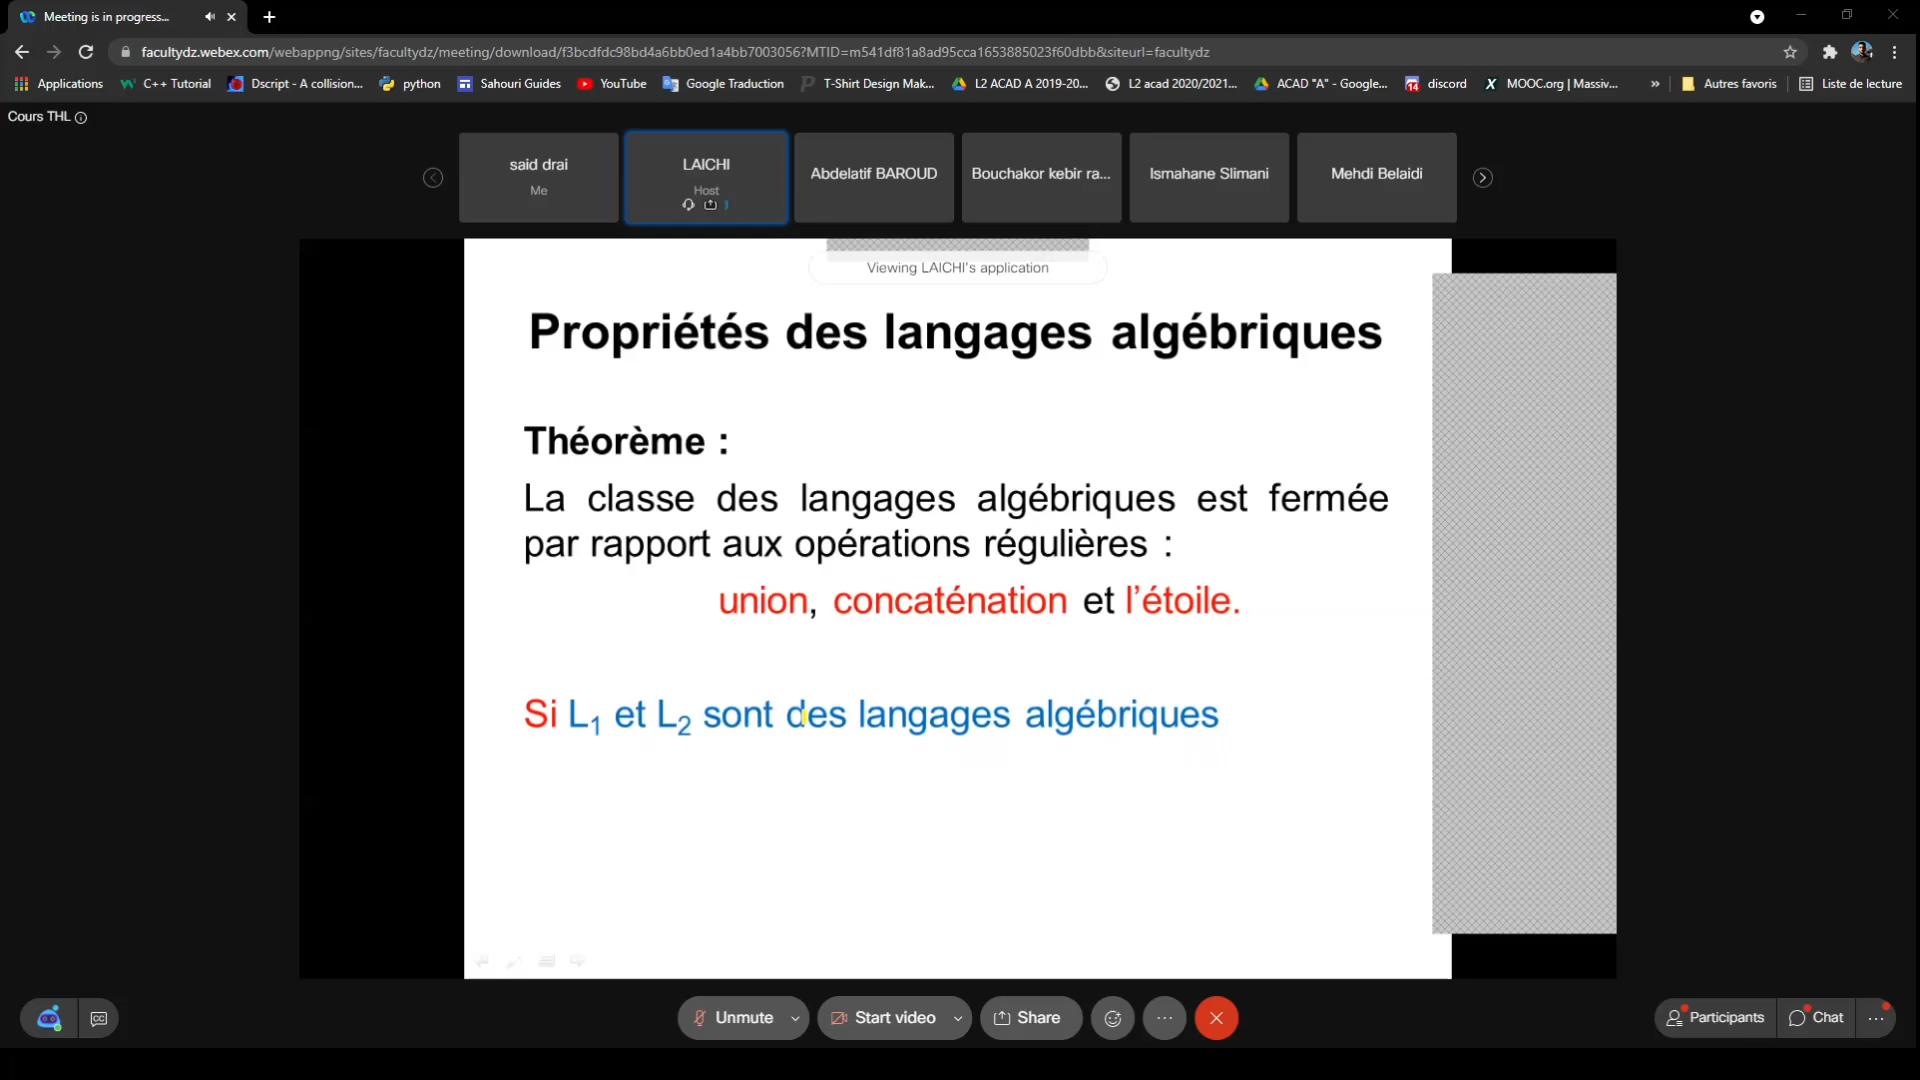 Meeting is in progress...
facultydz.webex.com/webappng/sites/facultydz/meeting/download/f3bcdfdc98bd4a6bb0ed1a4bb7003056?MTID=m541df81a8ad95cca1653885023f60dbb&siteurl=facultydz
Applications C++ Tutorial Dscript - A collision... python Sahouri Guides YouTube Google Traduction T-Shirt Design Mak... L2 ACAD A 2019-20... L2 acad 2020/2021... ACAD "A" - Google... 14 discord MOOC.org | Massiv... » Autres favoris Liste de lecture
Cours THL
said drai
Me
LAICHI
Host
Abdelatif BAROUD
Bouchakor kebir ra...
Ismahane Slimani
Mehdi Belaidi
Viewing LAICHI's application
Propriétés des langages algébriques
Théorème :
La classe des langages algébriques est fermée
par rapport aux opérations régulières :
union, concaténation et l'étoile.
Si L₁ et L₂ sont des langages algébriques
CC Unmute Start video Share Participants Chat